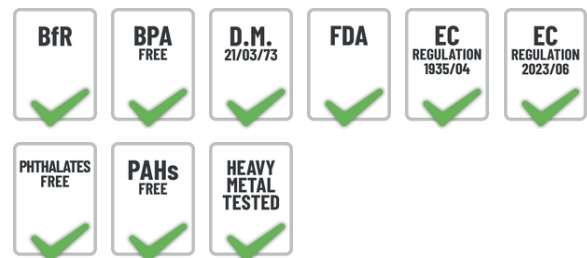 BfR
BPA
FREE
D.M.
21/03/73
FDA
EC
REGULATION
1935/04
EC
REGULATION
2023/06
PHTHALATES
FREE
PAHs
FREE
HEAVY
METAL
TESTED